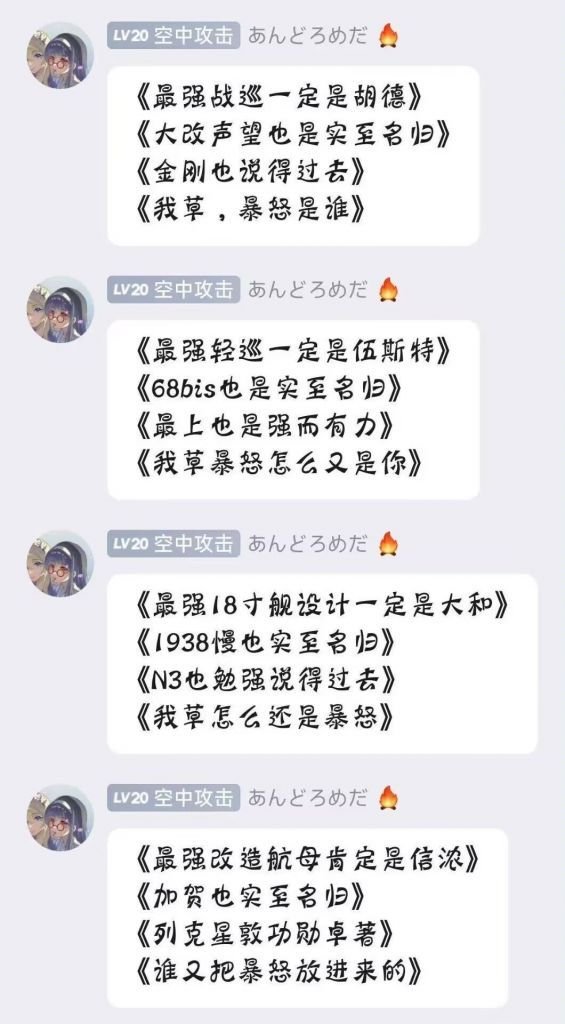 LV20 空中攻击 あんどろめだ🔥
《最强战巡一定是胡德》
《大改声望也是实至名归》
《金刚也说得过去》
《我草，暴怒是谁》
LV20 空中攻击 あんどろめだ🔥
《最强轻巡一定是伍斯特》
《68bis也是实至名归》
《最上也是强而有力》
《我草暴怒怎么又是你》
LV20 空中攻击 あんどろめだ🔥
《最强18寸舰设计一定是大和》
《1938慢也实至名归》
《N3也勉强说得过去》
《我草怎么还是暴怒》
LV20 空中攻击 あんどろめだ🔥
《最强改造航母肯定是信浓》
《加贺也实至名归》
《列克星敦功勋卓著》
《谁又把暴怒放进来的》